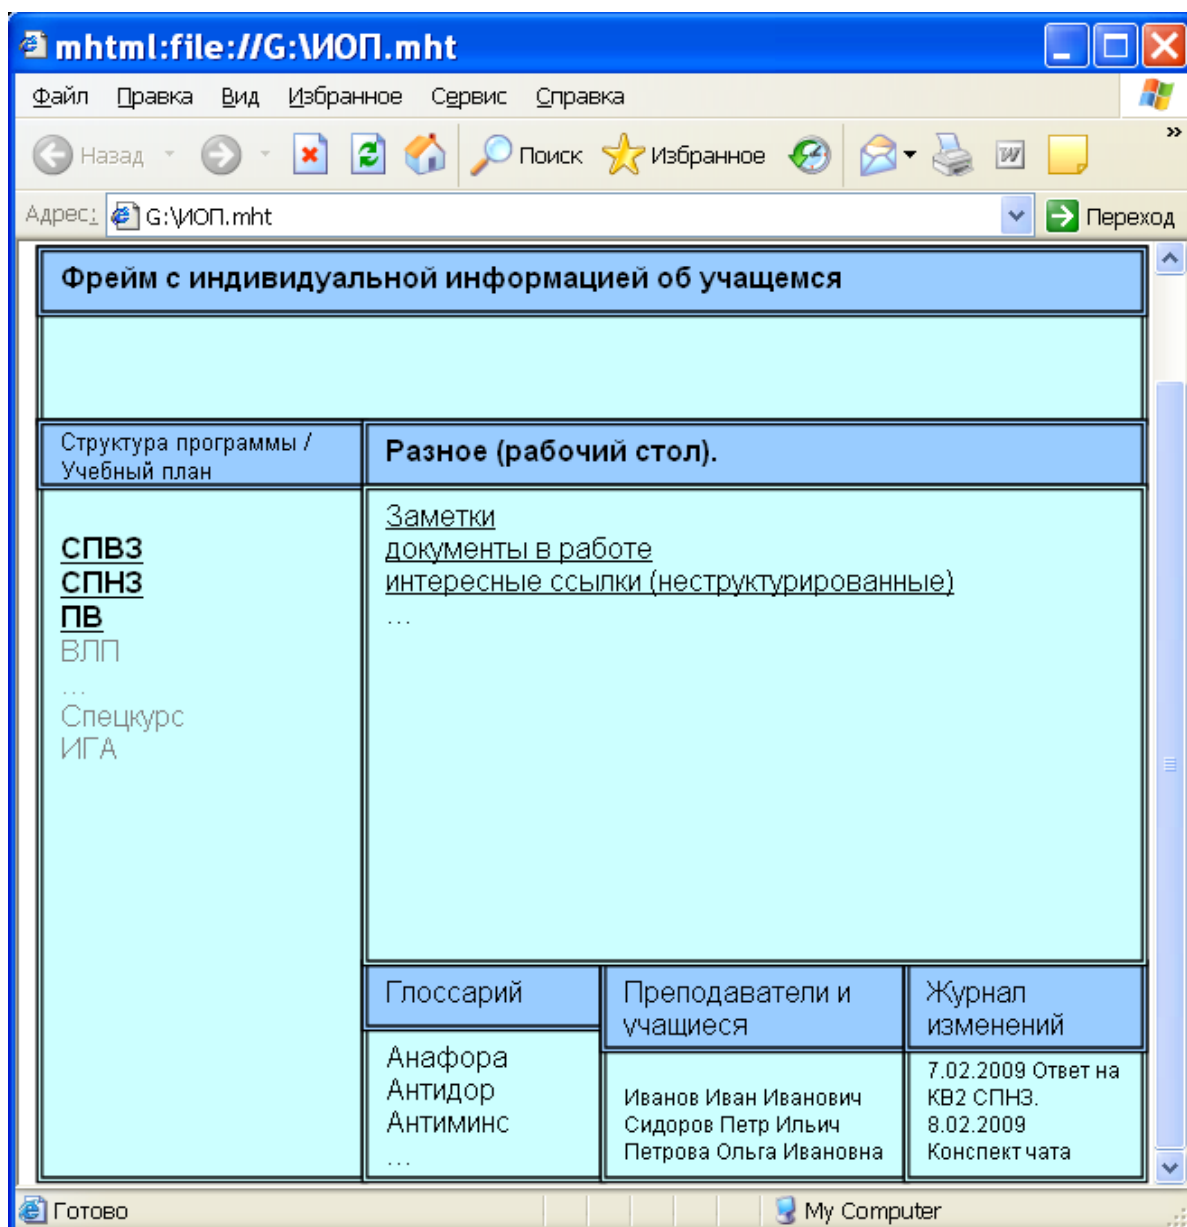 mhtml:file://G:\ИОП.mht
Файл Правка Вид Избранное Сервис Справка
Назад Поиск Избранное »
Адрес: G:\ИОП.mht Переход
Фрейм с индивидуальной информацией об учащемся
Структура программы /
Учебный план
Разное (рабочий стол).
СПВЗ
СПНЗ
ПВ
ВЛП
...
Спецкурс
ИГА
Заметки
документы в работе
интересные ссылки (неструктурированные)
...
Глоссарий
Анафора
Антидор
Антиминс
...
Преподаватели и
учащиеся
Иванов Иван Иванович
Сидоров Петр Ильич
Петрова Ольга Ивановна
Журнал
изменений
7.02.2009 Ответ на
КВ2 СПНЗ.
8.02.2009
Конспект чата
Готово My Computer